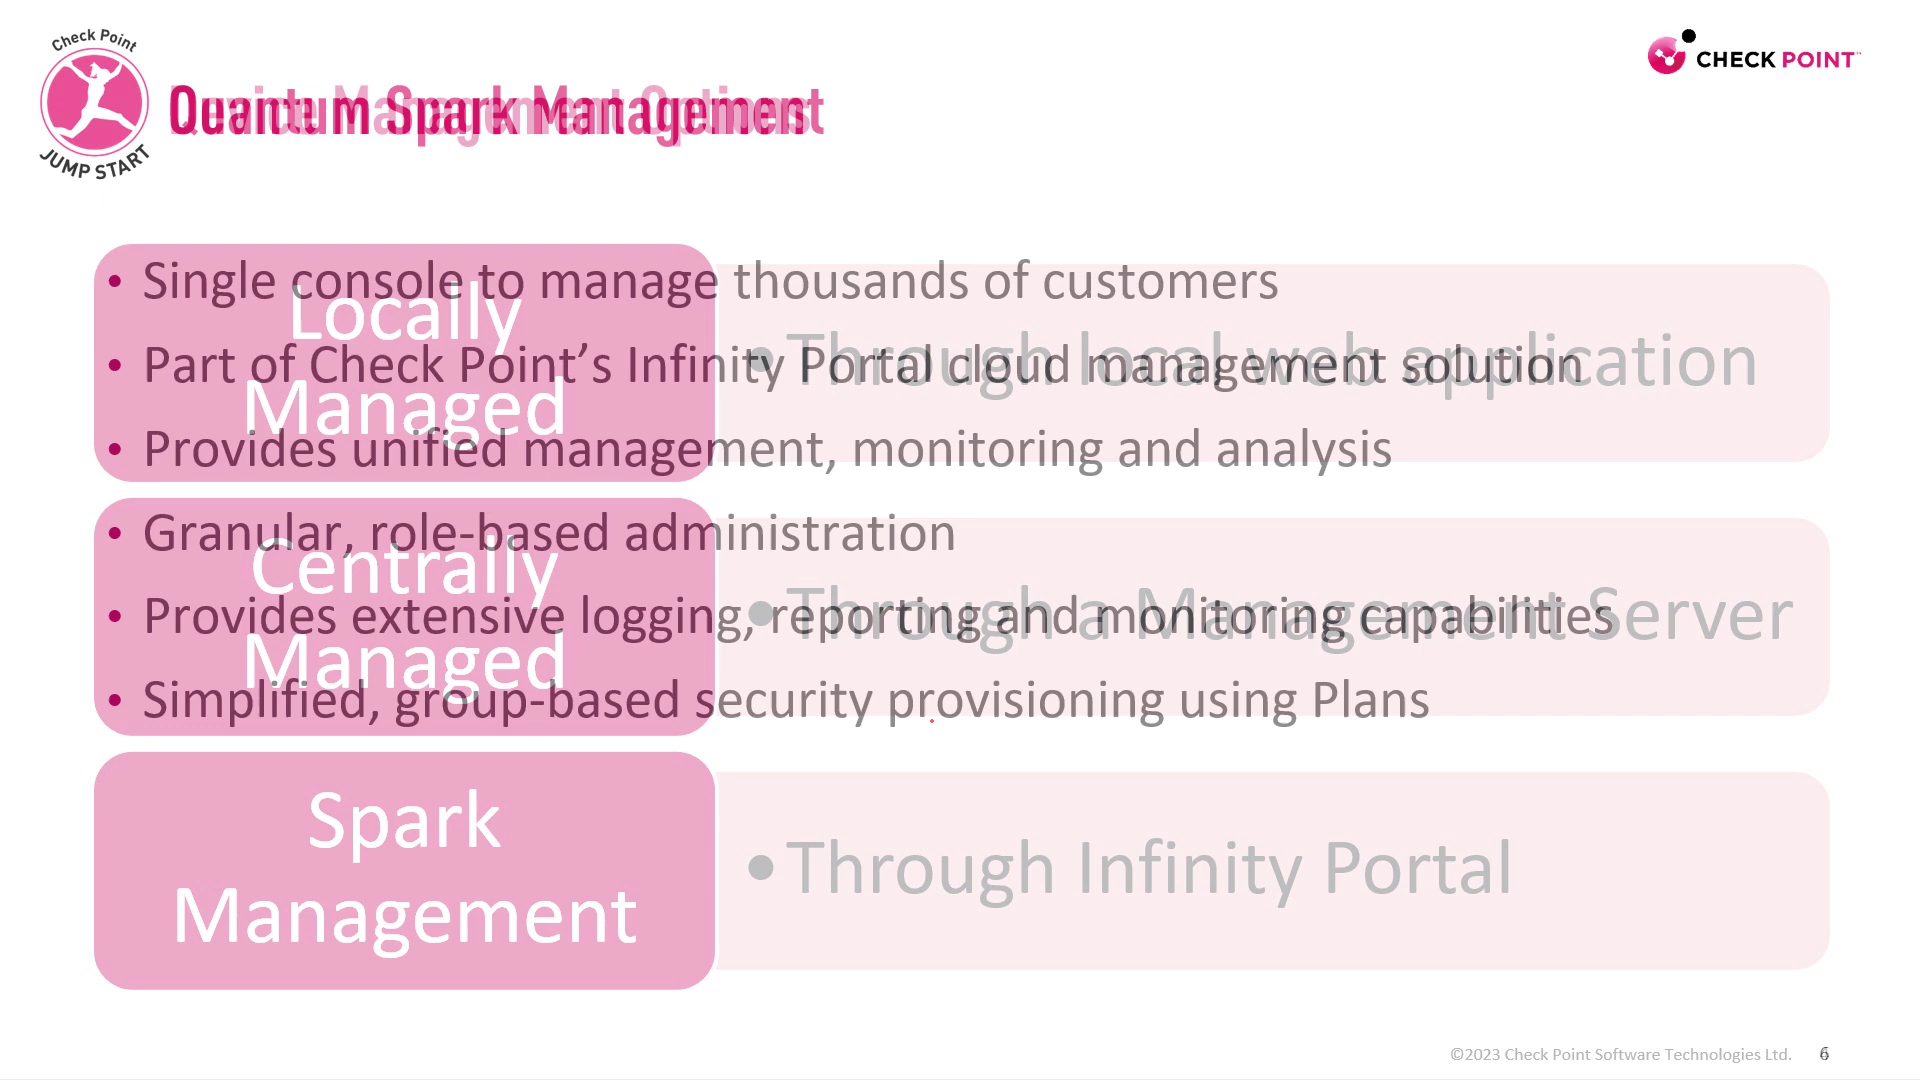 Check Point
JUMP START
CHECK POINT
Quantum Spark Management
Device Management Options
• Single console to manage thousands of customers
• Part of Check Point’s Infinity Portal cloud management solution
• Provides unified management, monitoring and analysis
• Granular, role-based administration
• Provides extensive logging, reporting and monitoring capabilities
• Simplified, group-based security provisioning using Plans
Locally
Managed
• Through local web application
Centrally
Managed
• Through a Management Server
Spark
Management
• Through Infinity Portal
©2023 Check Point Software Technologies Ltd.